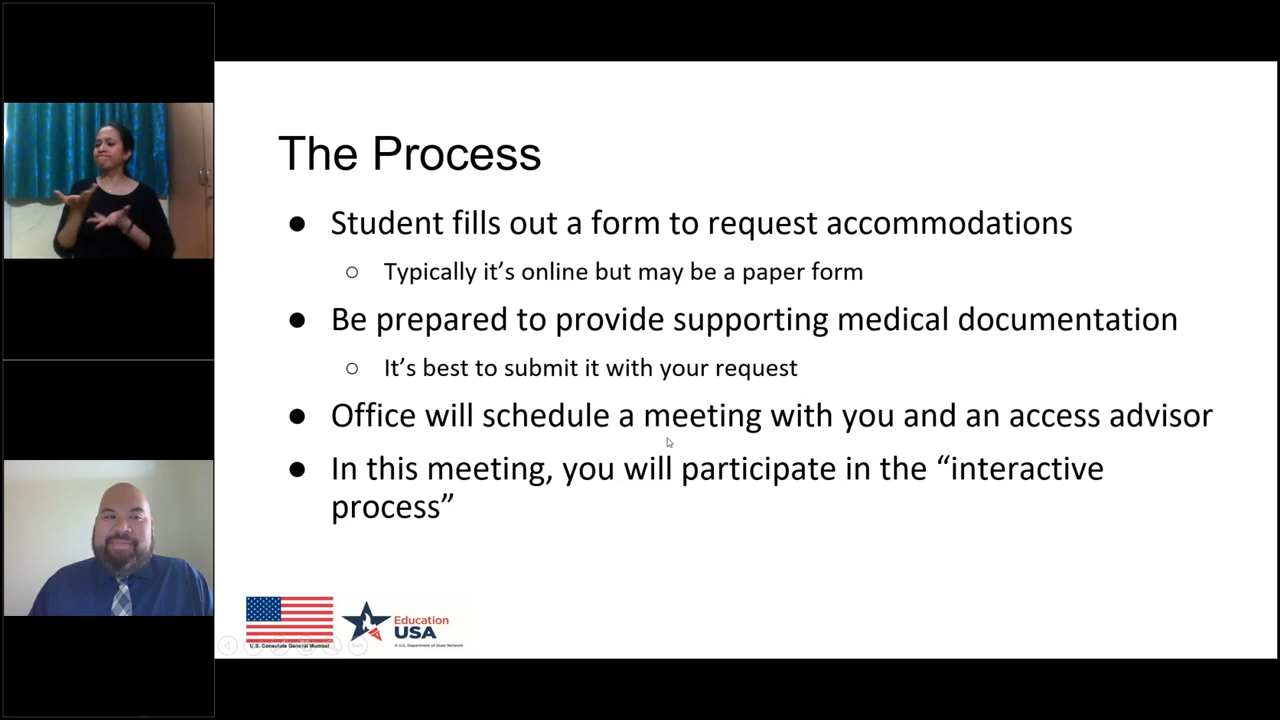 The Process
● Student fills out a form to request accommodations
○ Typically it’s online but may be a paper form
● Be prepared to provide supporting medical documentation
○ It’s best to submit it with your request
● Office will schedule a meeting with you and an access advisor
● In this meeting, you will participate in the “interactive
process”
U.S. Consulate General Mumbai
Education
USA
A U.S. Department of State Network